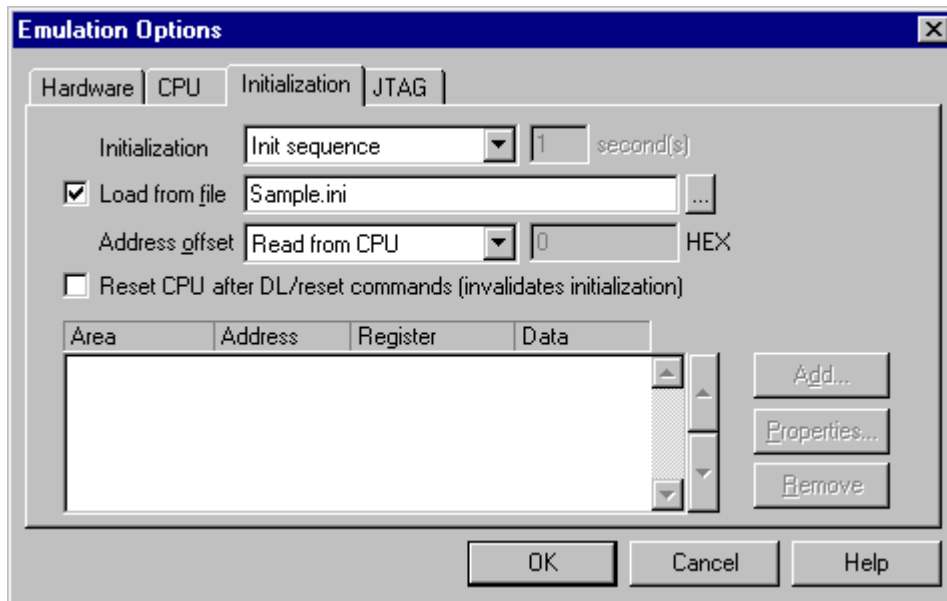 Emulation Options
Hardware CPU Initialization JTAG
Initialization Init sequence 1 second(s)
Load from file Sample.ini ...
Address offset Read from CPU 0 HEX
Reset CPU after DL/reset commands (invalidates initialization)
Area Address Register Data
Add...
Properties...
Remove
OK Cancel Help